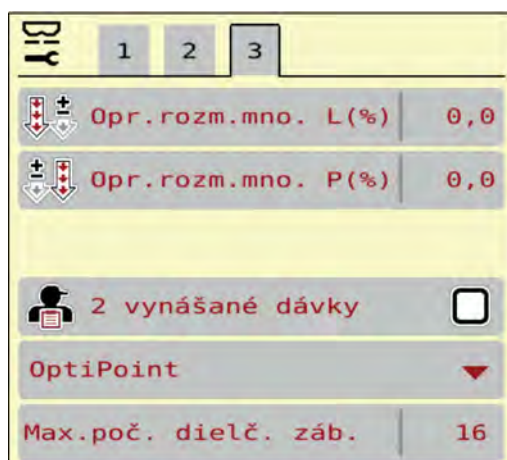 1 2 3
Opr.rozm.mno. L(%) 0,0
Opr.rozm.mno. P(%) 0,0
2 vynášané dávky
OptiPoint
Max.poč. dielč. záb. 16